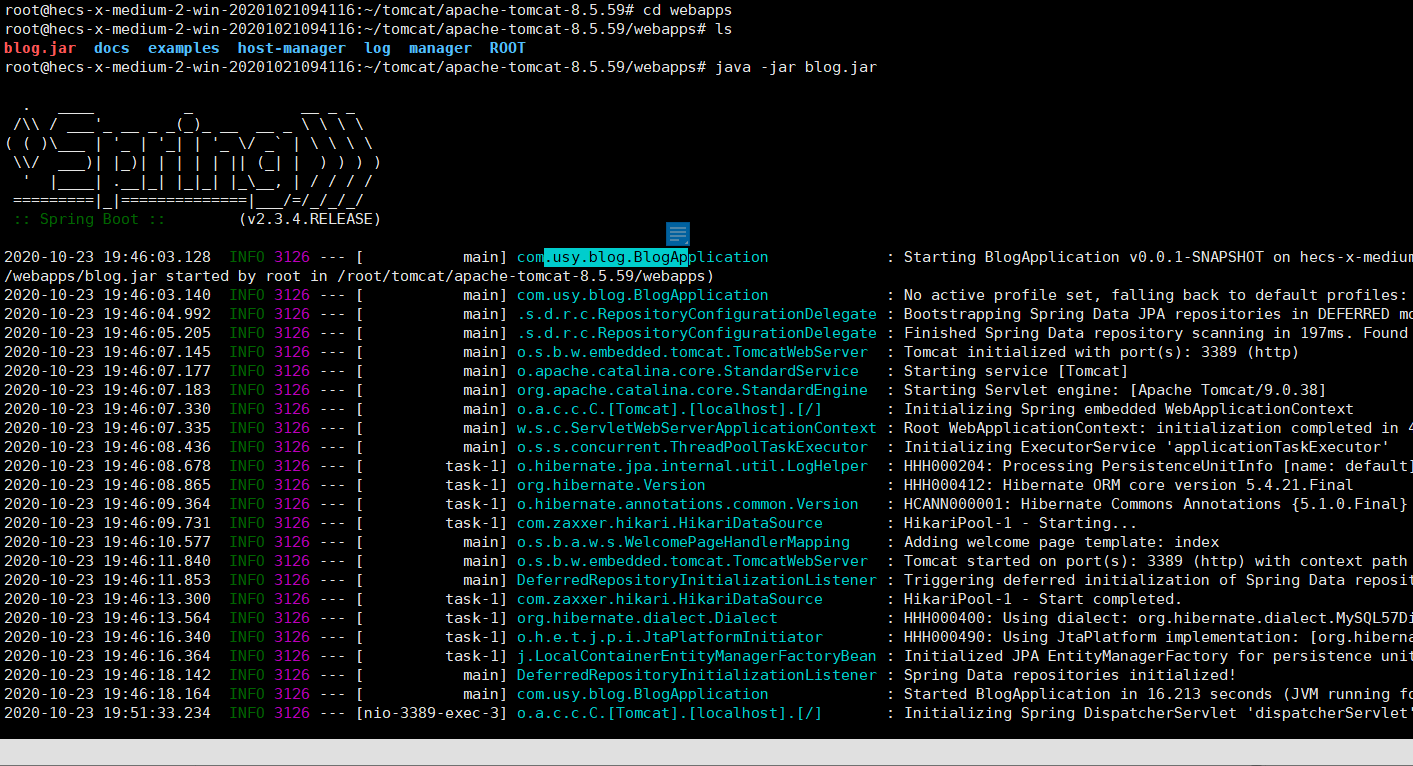 root@hecs-x-medium-2-win-20201021094116:~/tomcat/apache-tomcat-8.5.59# cd webapps
root@hecs-x-medium-2-win-20201021094116:~/tomcat/apache-tomcat-8.5.59/webapps# ls
blog.jar  docs  examples  host-manager  log  manager  ROOT
root@hecs-x-medium-2-win-20201021094116:~/tomcat/apache-tomcat-8.5.59/webapps# java -jar blog.jar
  .   ____          _            __ _ _
 /\\ / ___'_ __ _ _(_)_ __  __ _ \ \ \ \
( ( )\___ | '_ | '_| | '_ \/ _` | \ \ \ \
 \\/  ___)| |_)| | | | | || (_| |  ) ) ) )
  '  |____| .__|_| |_|_| |_\__, | / / / /
 =========|_|==============|___/=/_/_/_/
 :: Spring Boot ::        (v2.3.4.RELEASE)
2020-10-23 19:46:03.128  INFO 3126 --- [           main] com.usy.blog.BlogApplication             : Starting BlogApplication v0.0.1-SNAPSHOT on hecs-x-medium
/webapps/blog.jar started by root in /root/tomcat/apache-tomcat-8.5.59/webapps)
2020-10-23 19:46:03.140  INFO 3126 --- [           main] com.usy.blog.BlogApplication             : No active profile set, falling back to default profiles:
2020-10-23 19:46:04.992  INFO 3126 --- [           main] .s.d.r.c.RepositoryConfigurationDelegate : Bootstrapping Spring Data JPA repositories in DEFERRED mo
2020-10-23 19:46:05.205  INFO 3126 --- [           main] .s.d.r.c.RepositoryConfigurationDelegate : Finished Spring Data repository scanning in 197ms. Found
2020-10-23 19:46:07.145  INFO 3126 --- [           main] o.s.b.w.embedded.tomcat.TomcatWebServer  : Tomcat initialized with port(s): 3389 (http)
2020-10-23 19:46:07.177  INFO 3126 --- [           main] o.apache.catalina.core.StandardService   : Starting service [Tomcat]
2020-10-23 19:46:07.183  INFO 3126 --- [           main] org.apache.catalina.core.StandardEngine  : Starting Servlet engine: [Apache Tomcat/9.0.38]
2020-10-23 19:46:07.330  INFO 3126 --- [           main] o.a.c.c.C.[Tomcat].[localhost].[/]       : Initializing Spring embedded WebApplicationContext
2020-10-23 19:46:07.335  INFO 3126 --- [           main] w.s.c.ServletWebServerApplicationContext : Root WebApplicationContext: initialization completed in 4
2020-10-23 19:46:08.436  INFO 3126 --- [           main] o.s.s.concurrent.ThreadPoolTaskExecutor  : Initializing ExecutorService 'applicationTaskExecutor'
2020-10-23 19:46:08.678  INFO 3126 --- [         task-1] o.hibernate.jpa.internal.util.LogHelper  : HHH000204: Processing PersistenceUnitInfo [name: default]
2020-10-23 19:46:08.865  INFO 3126 --- [         task-1] org.hibernate.Version                    : HHH000412: Hibernate ORM core version 5.4.21.Final
2020-10-23 19:46:09.364  INFO 3126 --- [         task-1] o.hibernate.annotations.common.Version   : HCANN000001: Hibernate Commons Annotations {5.1.0.Final}
2020-10-23 19:46:09.731  INFO 3126 --- [         task-1] com.zaxxer.hikari.HikariDataSource       : HikariPool-1 - Starting...
2020-10-23 19:46:10.577  INFO 3126 --- [           main] o.s.b.a.w.s.WelcomePageHandlerMapping    : Adding welcome page template: index
2020-10-23 19:46:11.840  INFO 3126 --- [           main] o.s.b.w.embedded.tomcat.TomcatWebServer  : Tomcat started on port(s): 3389 (http) with context path
2020-10-23 19:46:11.853  INFO 3126 --- [           main] DeferredRepositoryInitializationListener : Triggering deferred initialization of Spring Data reposit
2020-10-23 19:46:13.300  INFO 3126 --- [         task-1] com.zaxxer.hikari.HikariDataSource       : HikariPool-1 - Start completed.
2020-10-23 19:46:13.564  INFO 3126 --- [         task-1] org.hibernate.dialect.Dialect            : HHH000400: Using dialect: org.hibernate.dialect.MySQL57Di
2020-10-23 19:46:16.340  INFO 3126 --- [         task-1] o.h.e.t.j.p.i.JtaPlatformInitiator       : HHH000490: Using JtaPlatform implementation: [org.hiberna
2020-10-23 19:46:16.364  INFO 3126 --- [         task-1] j.LocalContainerEntityManagerFactoryBean : Initialized JPA EntityManagerFactory for persistence unit
2020-10-23 19:46:18.142  INFO 3126 --- [           main] DeferredRepositoryInitializationListener : Spring Data repositories initialized!
2020-10-23 19:46:18.164  INFO 3126 --- [           main] com.usy.blog.BlogApplication             : Started BlogApplication in 16.213 seconds (JVM running fo
2020-10-23 19:51:33.234  INFO 3126 --- [nio-3389-exec-3] o.a.c.c.C.[Tomcat].[localhost].[/]       : Initializing Spring DispatcherServlet 'dispatcherServlet'